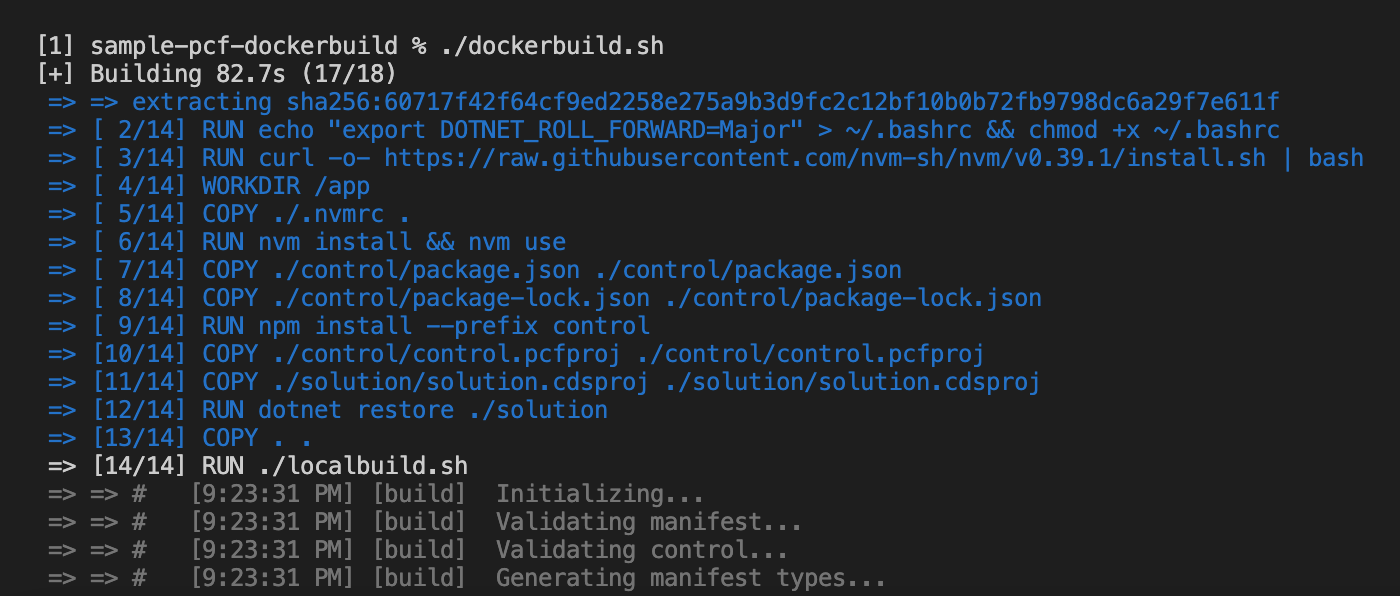 [1] sample-pcf-dockerbuild % ./dockerbuild.sh
[+] Building 82.7s (17/18)
=> => extracting sha256:60717f42f64cf9ed2258e275a9b3d9fc2c12bf10b0b72fb9798dc6a29f7e611f
=> [ 2/14] RUN echo "export DOTNET_ROLL_FORWARD=Major" > ~/.bashrc && chmod +x ~/.bashrc
=> [ 3/14] RUN curl -o- https://raw.githubusercontent.com/nvm-sh/nvm/v0.39.1/install.sh | bash
=> [ 4/14] WORKDIR /app
=> [ 5/14] COPY ./.nvmrc .
=> [ 6/14] RUN nvm install && nvm use
=> [ 7/14] COPY ./control/package.json ./control/package.json
=> [ 8/14] COPY ./control/package-lock.json ./control/package-lock.json
=> [ 9/14] RUN npm install --prefix control
=> [10/14] COPY ./control/control.pcfproj ./control/control.pcfproj
=> [11/14] COPY ./solution/solution.cdsproj ./solution/solution.cdsproj
=> [12/14] RUN dotnet restore ./solution
=> [13/14] COPY . .
=> [14/14] RUN ./localbuild.sh
=> => #   [9:23:31 PM] [build]  Initializing...
=> => #   [9:23:31 PM] [build]  Validating manifest...
=> => #   [9:23:31 PM] [build]  Validating control...
=> => #   [9:23:31 PM] [build]  Generating manifest types...